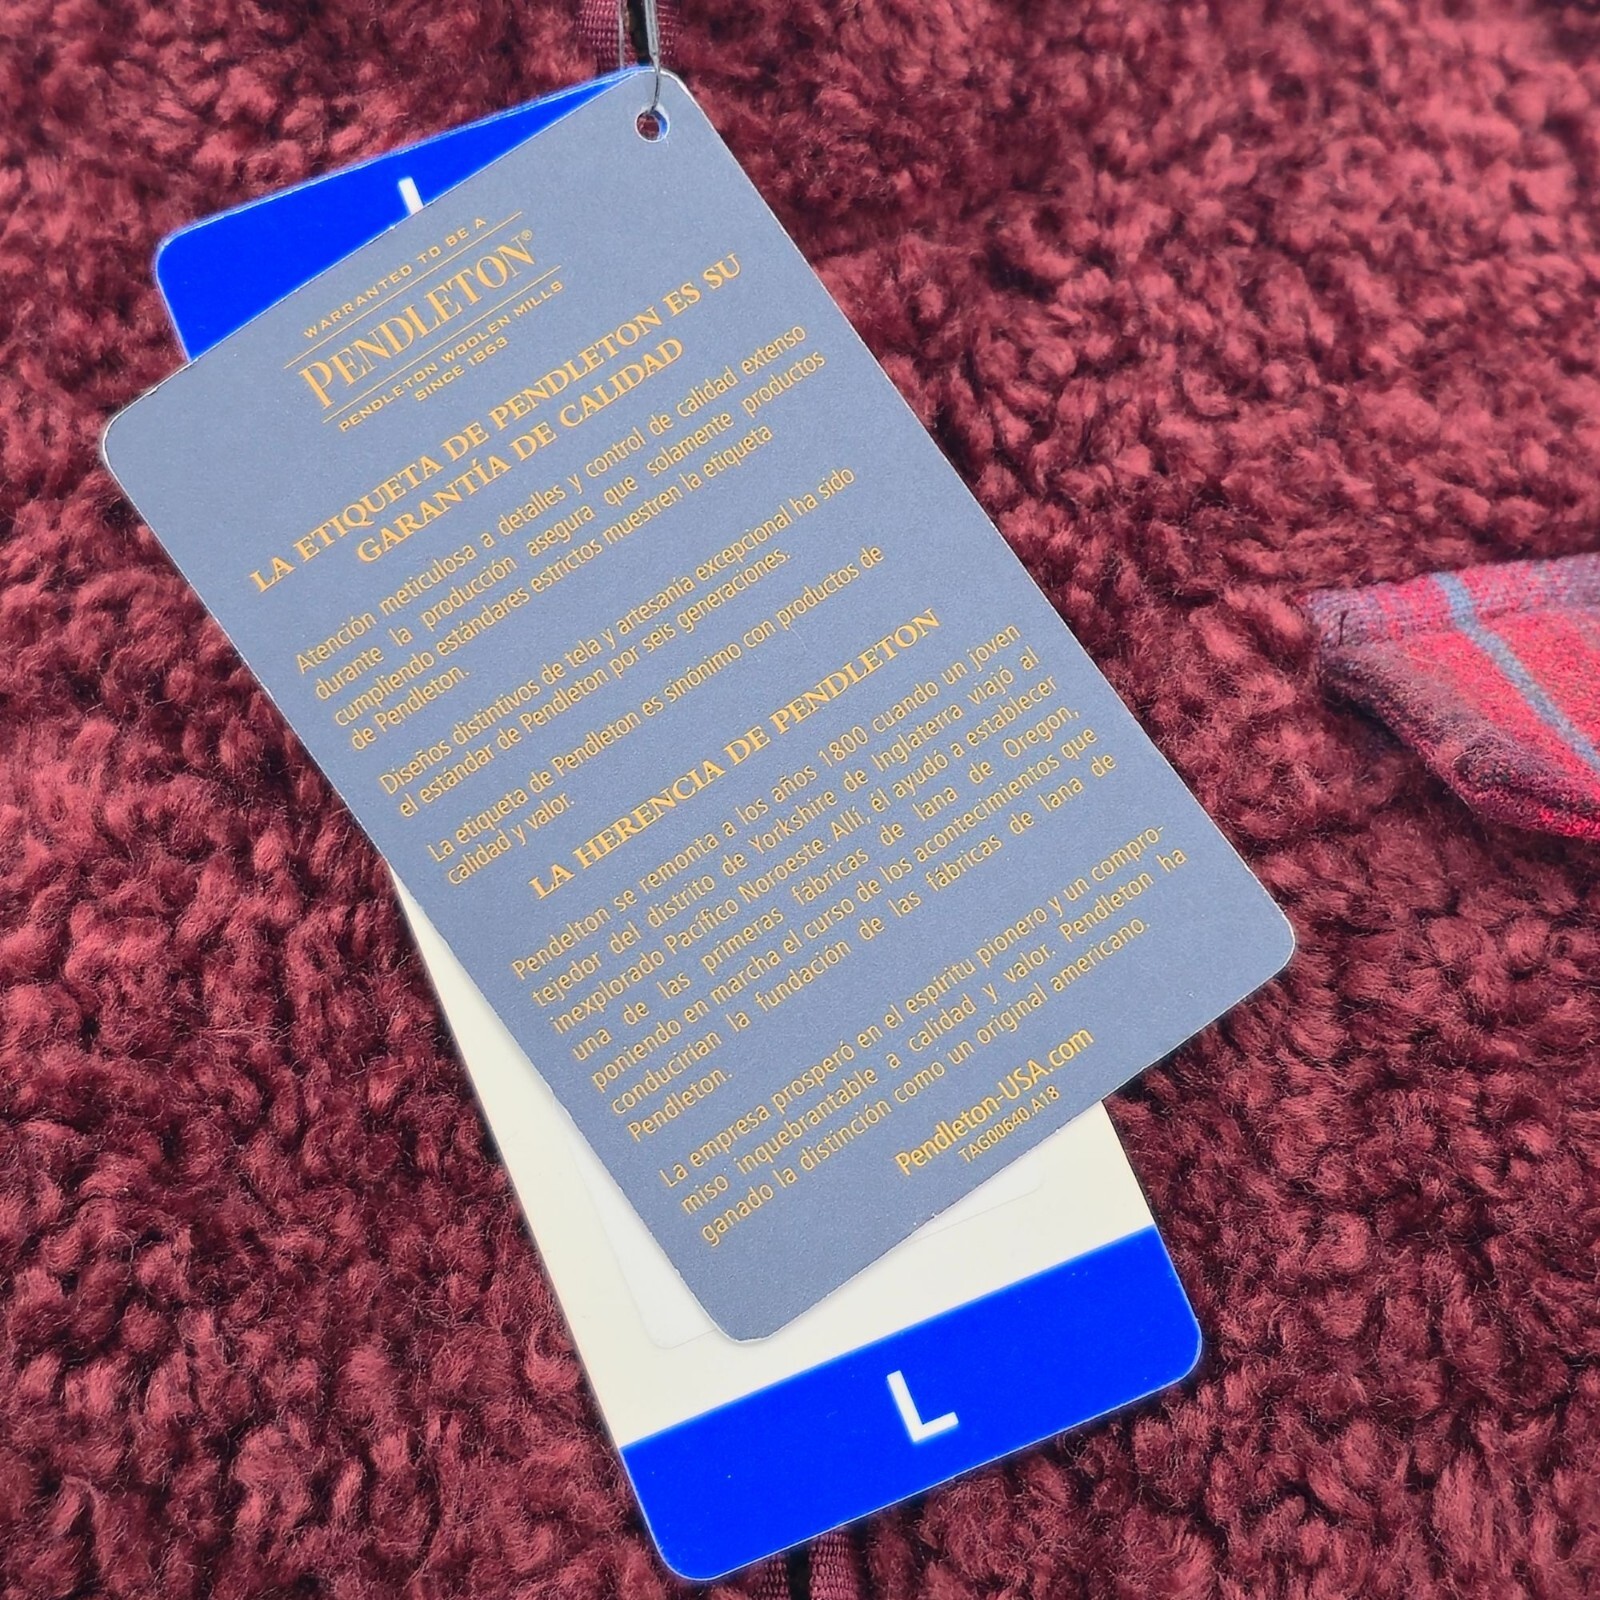 WARRANTED TO BE A
PENDLETON®
PENDLETON WOOLEN MILLS
SINCE 1863
LA ETIQUETA DE PENDLETON ES SU
GARANTÍA DE CALIDAD
Atención meticulosa a detalles y control de calidad extenso
durante la producción asegura que solamente productos
cumpliendo estándares estrictos muestren la etiqueta
de Pendleton.
Diseños distintivos de tela y artesanía excepcional ha sido
el estándar de Pendleton por seis generaciones.
La etiqueta de Pendleton es sinónimo con productos de
calidad y valor.
LA HERENCIA DE PENDLETON
Pendelton se remonta a los años 1800 cuando un joven
tejedor del distrito de Yorkshire de Inglaterra viajó al
inexplorado Pacífico Noroeste. Allí, él ayudó a establecer
una de las primeras fábricas de lana de Oregon,
poniendo en marcha el curso de los acontecimientos que
conducirían la fundación de las fábricas de lana de
Pendleton.
La empresa prosperó en el espíritu pionero y un compro-
miso inquebrantable a calidad y valor. Pendleton ha
ganado la distinción como un original americano.
Pendleton-USA.com
TAG00640.A18
L